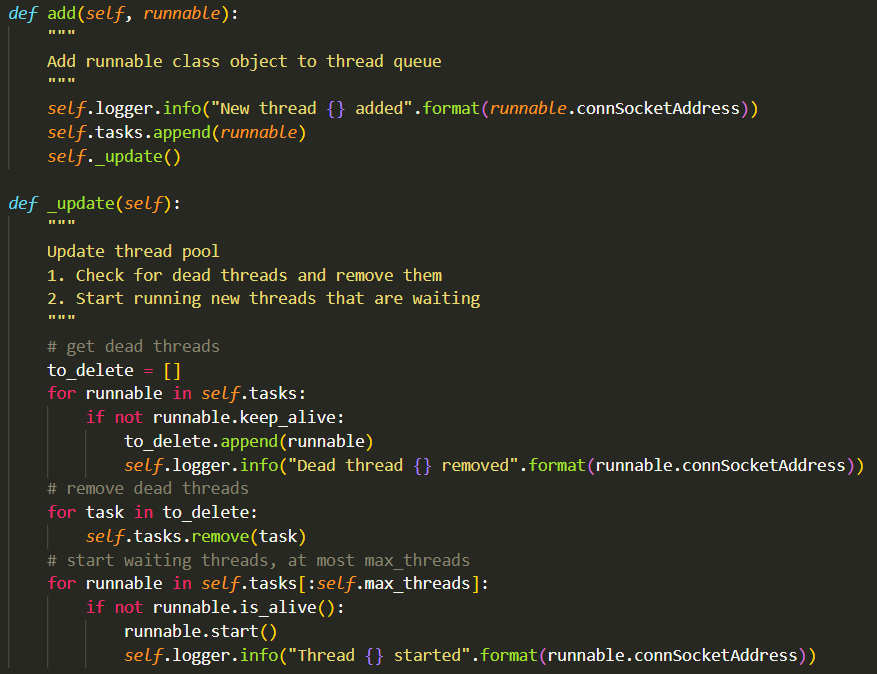 def add(self, runnable):
    """
    Add runnable class object to thread queue
    """
    self.logger.info("New thread {} added".format(runnable.connSocketAddress))
    self.tasks.append(runnable)
    self._update()

def _update(self):
    """
    Update thread pool
    1. Check for dead threads and remove them
    2. Start running new threads that are waiting
    """
    # get dead threads
    to_delete = []
    for runnable in self.tasks:
        if not runnable.keep_alive:
            to_delete.append(runnable)
            self.logger.info("Dead thread {} removed".format(runnable.connSocketAddress))
    # remove dead threads
    for task in to_delete:
        self.tasks.remove(task)
    # start waiting threads, at most max_threads
    for runnable in self.tasks[:self.max_threads]:
        if not runnable.is_alive():
            runnable.start()
            self.logger.info("Thread {} started".format(runnable.connSocketAddress))